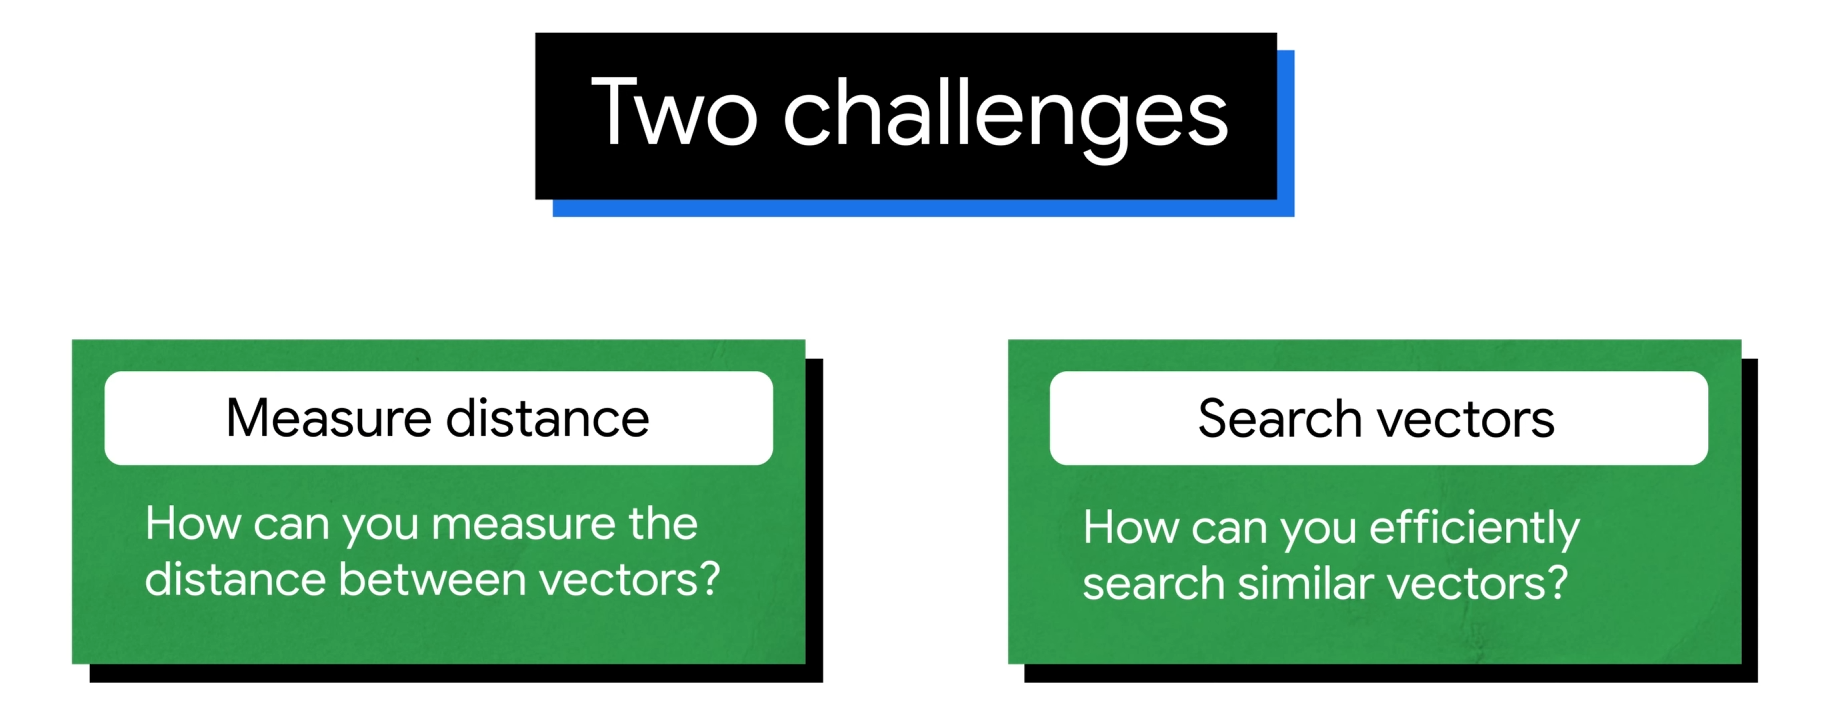 Two challenges
Measure distance
How can you measure the
distance between vectors?
Search vectors
How can you efficiently
search similar vectors?